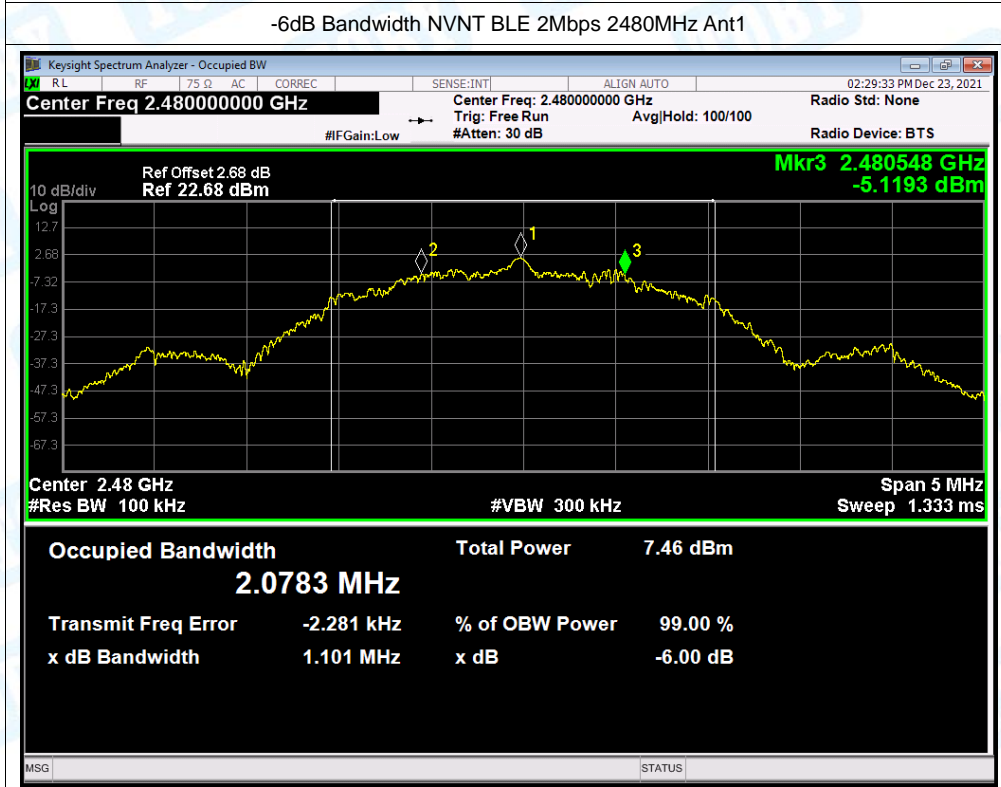 -6dB Bandwidth NVNT BLE 2Mbps 2480MHz Ant1
Keysight Spectrum Analyzer - Occupied BW
LXI RL RF 75 Ω AC CORREC SENSE:INT ALIGN AUTO 02:29:33 PM Dec 23, 2021
Center Freq 2.480000000 GHz Center Freq: 2.480000000 GHz Radio Std: None
Trig: Free Run Avg|Hold: 100/100
#IFGain:Low #Atten: 30 dB Radio Device: BTS
Mkr3 2.480548 GHz
-5.1193 dBm
Ref Offset 2.68 dB
10 dB/div Ref 22.68 dBm
Log
12.7
2.68
-7.32
-17.3
-27.3
-37.3
-47.3
-57.3
-67.3
1
2
3
Center 2.48 GHz Span 5 MHz
#Res BW 100 kHz #VBW 300 kHz Sweep 1.333 ms
Occupied Bandwidth Total Power 7.46 dBm
2.0783 MHz
Transmit Freq Error -2.281 kHz % of OBW Power 99.00 %
x dB Bandwidth 1.101 MHz x dB -6.00 dB
MSG STATUS